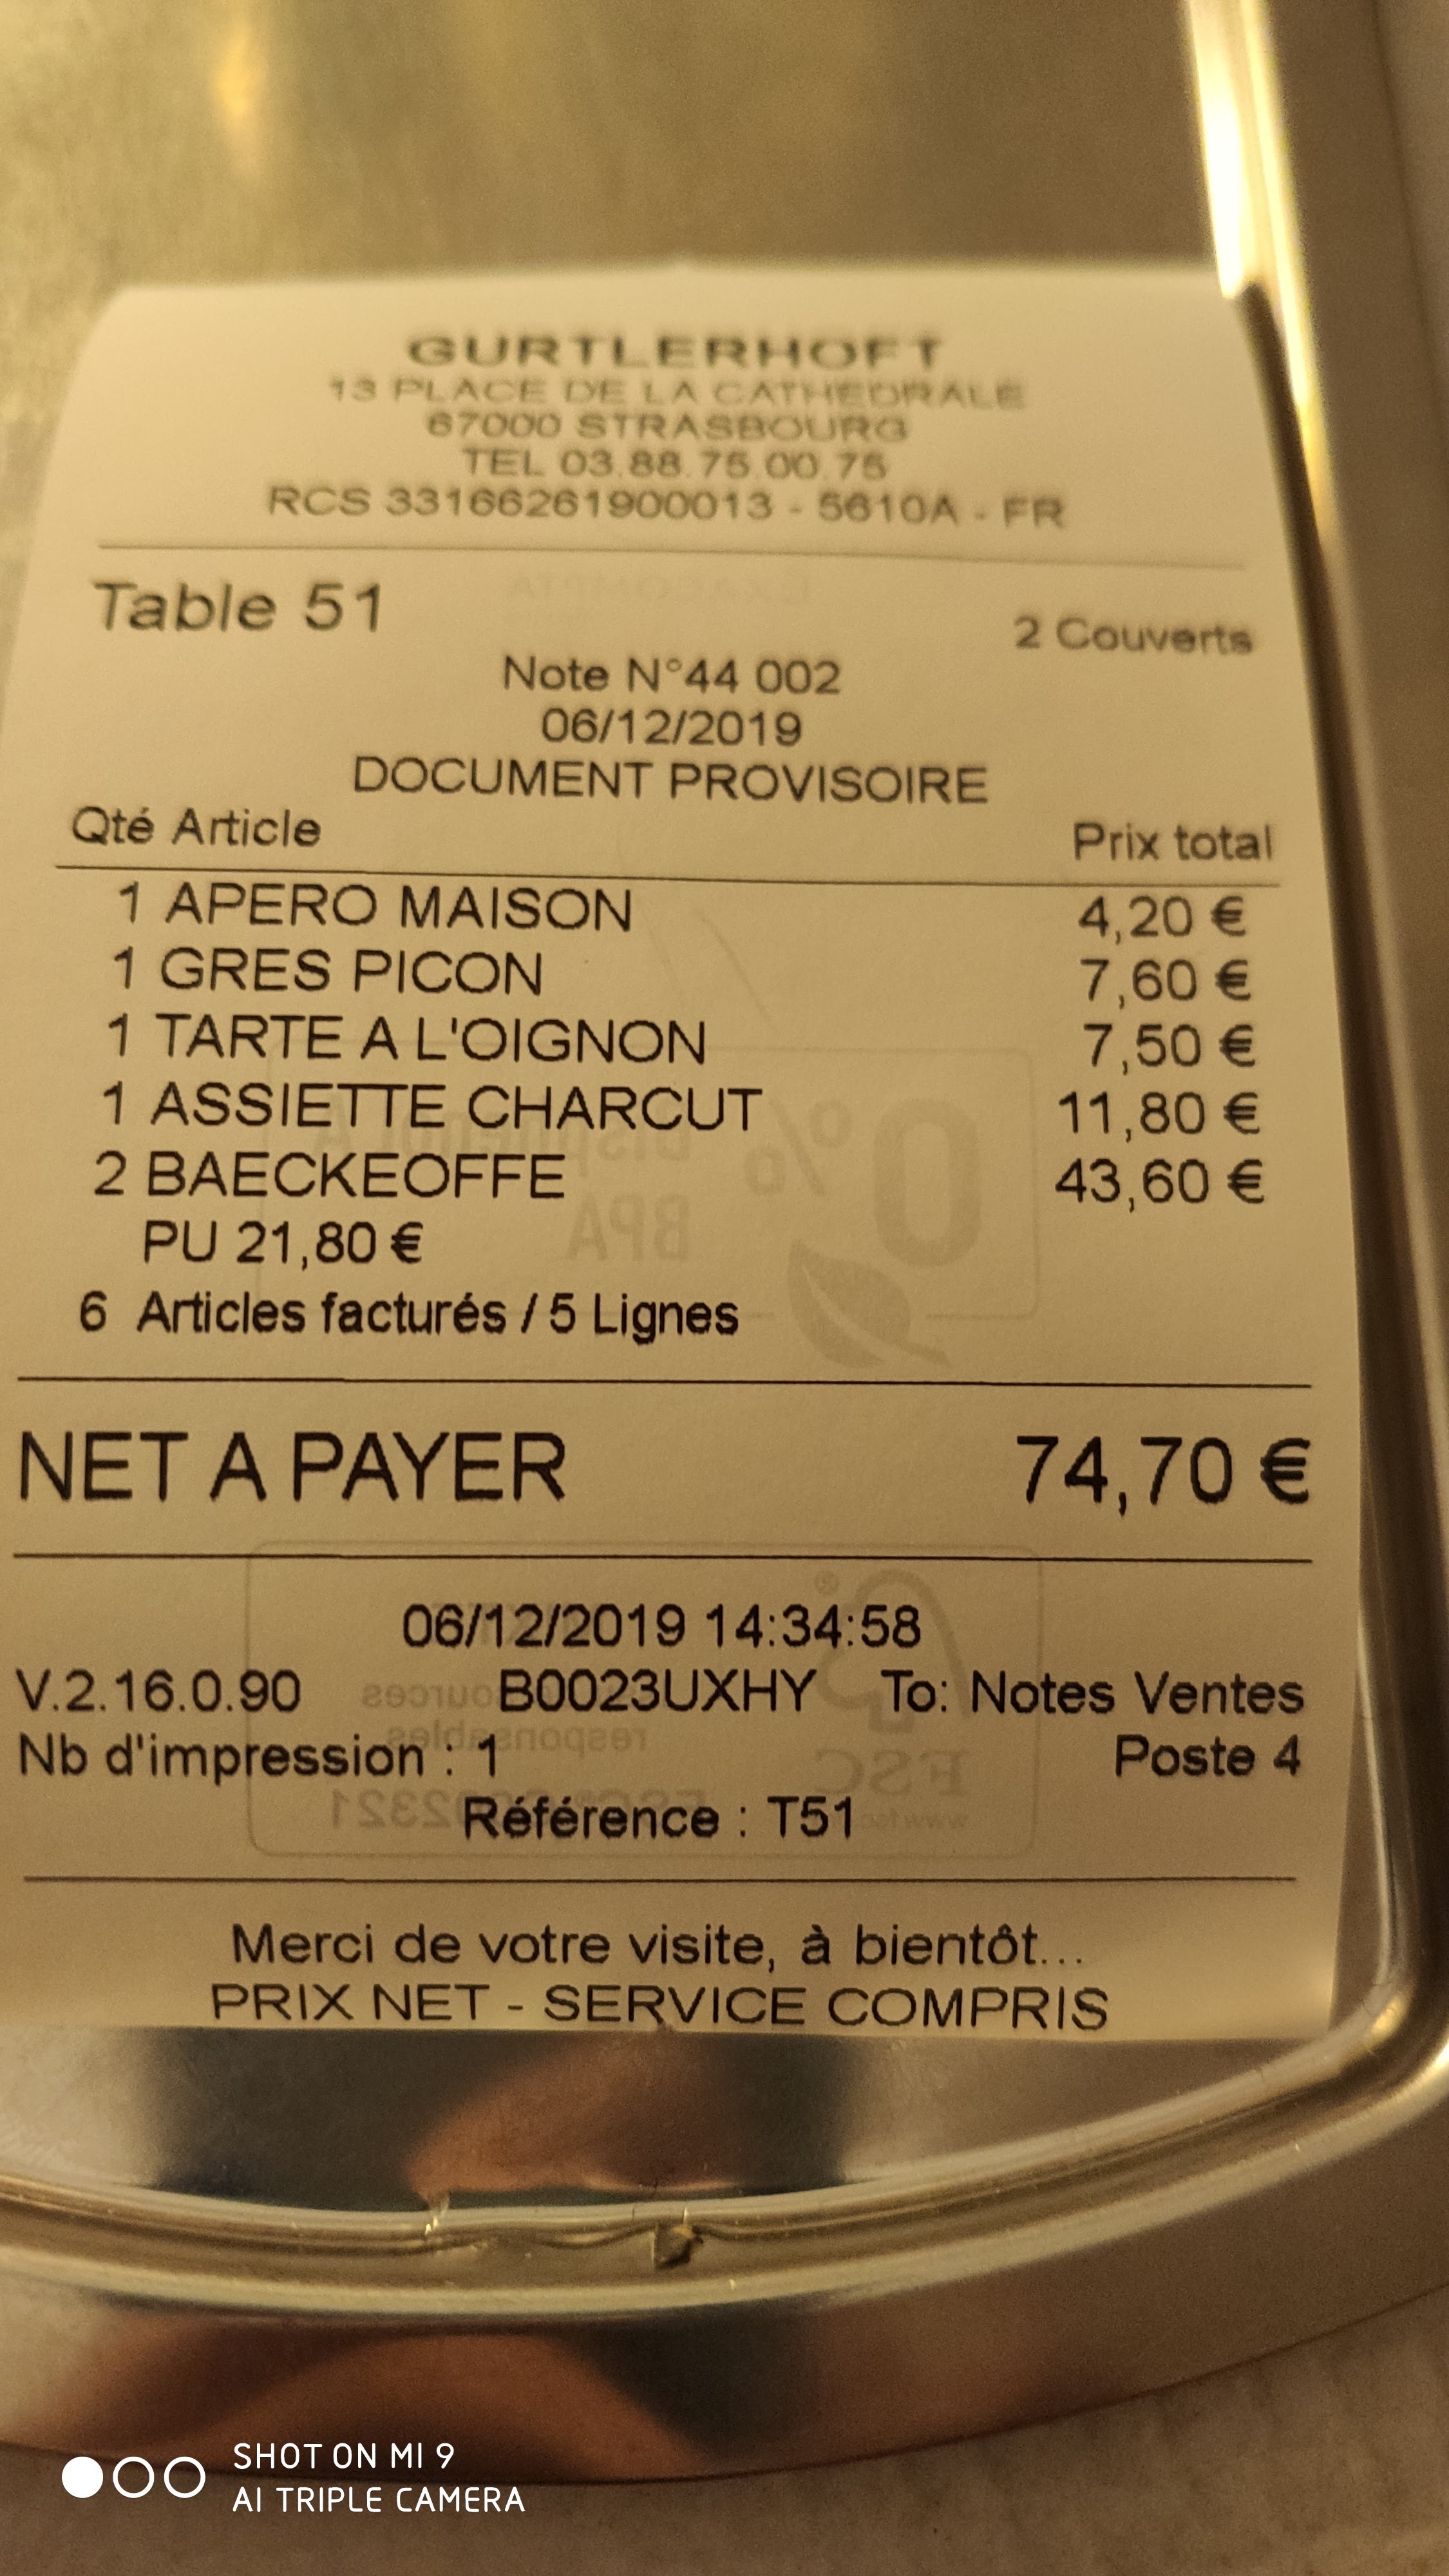 GURTLERHOFT
13 PLACE DE LA CATHEDRALE
67000 STRASBOURG
TEL 03.88.75.00.75
RCS 33166261900013 - 5610A - FR
Table 51
2 Couverts
Note N°44 002
06/12/2019
DOCUMENT PROVISOIRE
Qté Article Prix total
1 APERO MAISON 4,20 €
1 GRES PICON 7,60 €
1 TARTE A L'OIGNON 7,50 €
1 ASSIETTE CHARCUT 11,80 €
2 BAECKEOFFE 43,60 €
PU 21,80 €
6 Articles facturés / 5 Lignes
NET A PAYER 74,70 €
06/12/2019 14:34:58
V.2.16.0.90 B0023UXHY To: Notes Ventes
Nb d'impression : 1 Poste 4
Référence : T51
Merci de votre visite, à bientôt...
PRIX NET - SERVICE COMPRIS
0%
BPA
responsables
FSC
SHOT ON MI 9
AI TRIPLE CAMERA